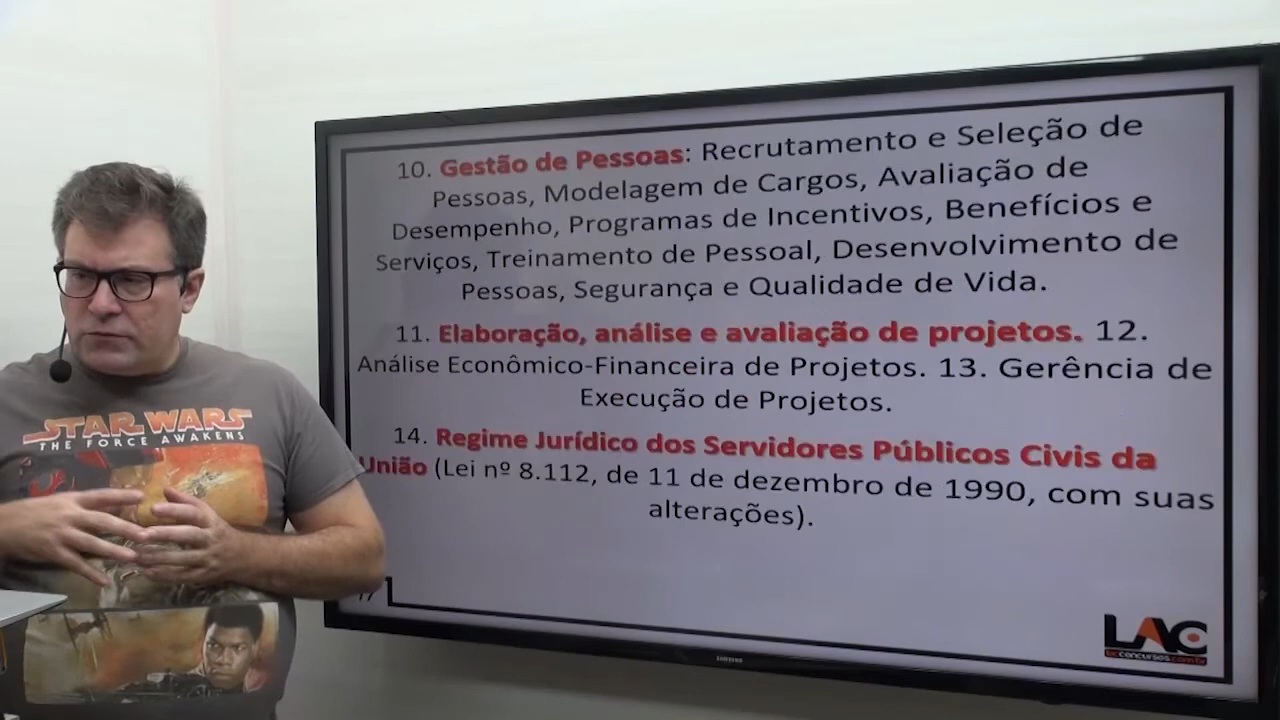 10. Gestão de Pessoas: Recrutamento e Seleção de
Pessoas, Modelagem de Cargos, Avaliação de
Desempenho, Programas de Incentivos, Benefícios e
Serviços, Treinamento de Pessoal, Desenvolvimento de
Pessoas, Segurança e Qualidade de Vida.
11. Elaboração, análise e avaliação de projetos. 12.
Análise Econômico-Financeira de Projetos. 13. Gerência de
Execução de Projetos.
14. Regime Jurídico dos Servidores Públicos Civis da
União (Lei nº 8.112, de 11 de dezembro de 1990, com suas
alterações).
17
LAC
lacconcursos.com.br
SAMSUNG
STAR WARS
THE FORCE AWAKENS